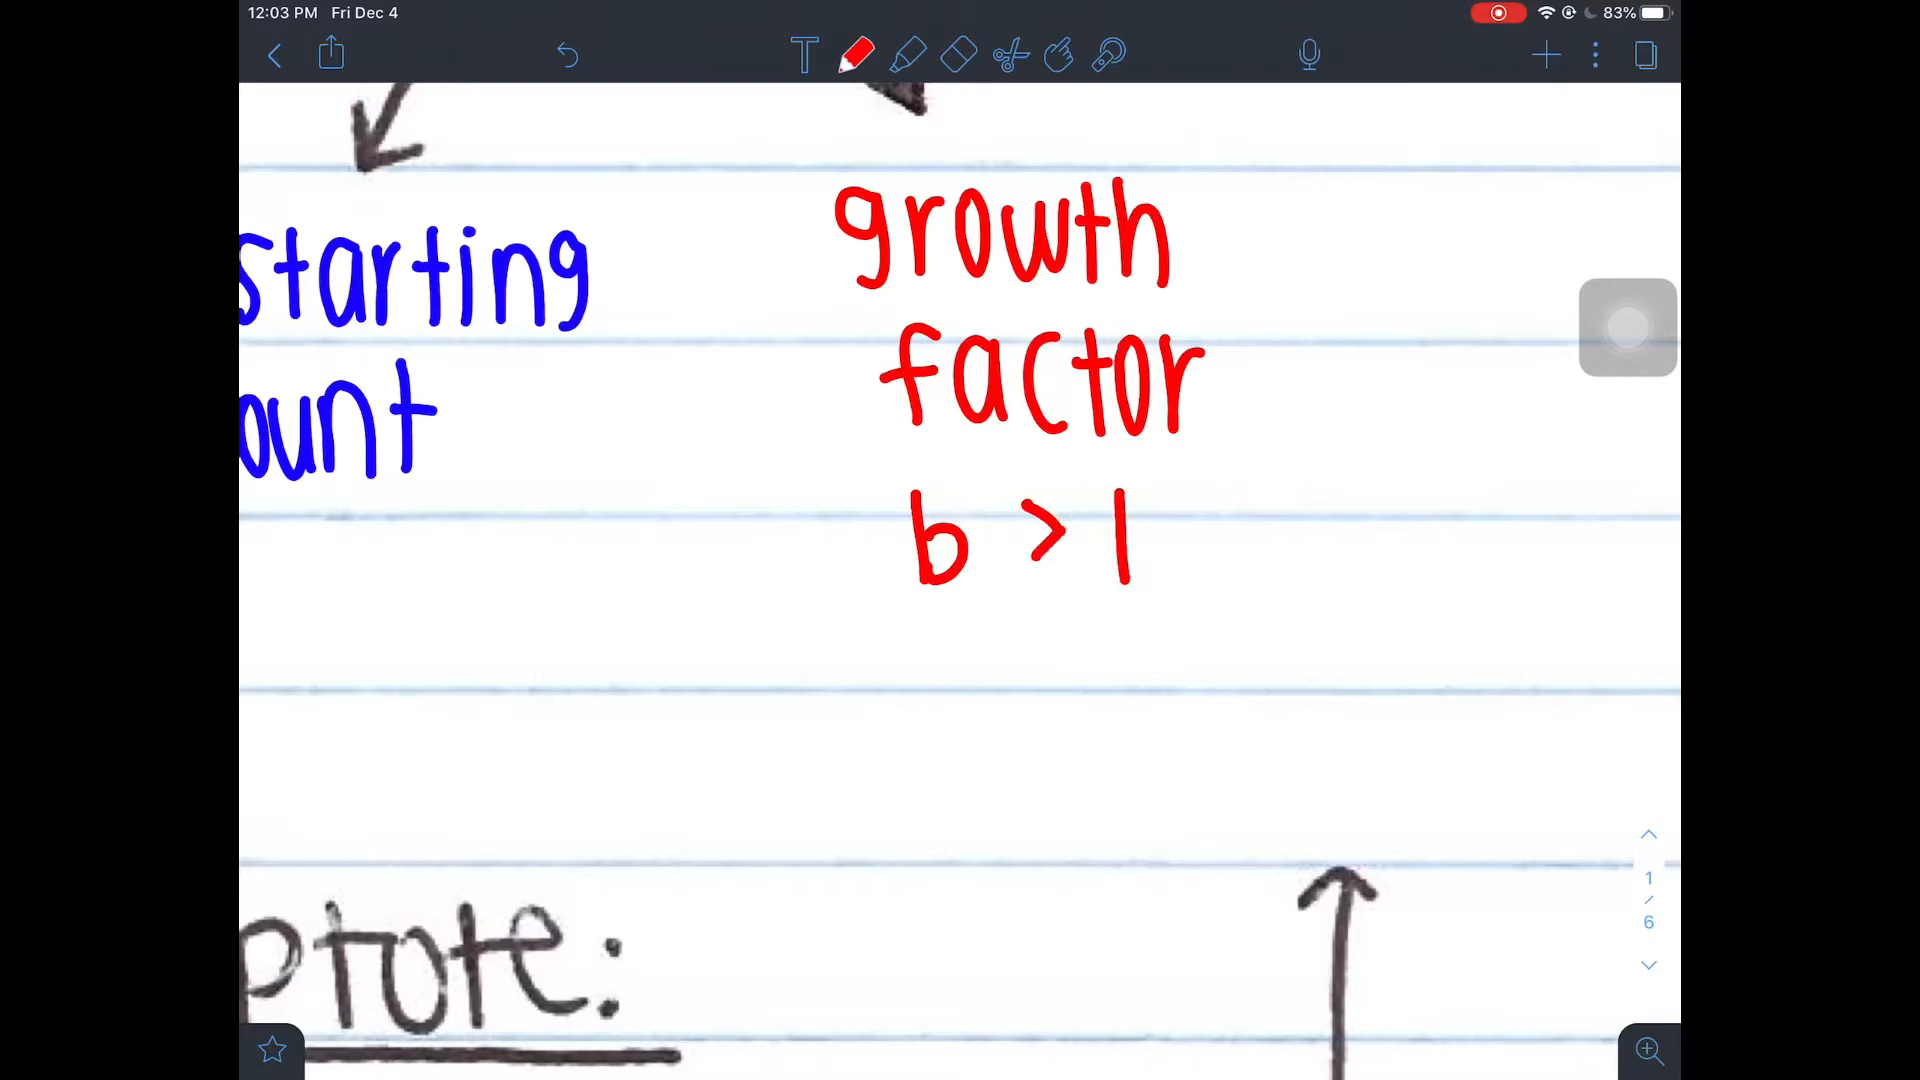 12:03 PM Fri Dec 4
83%
starting
ount
growth
factor
b > 1
ptote:
1
/
6